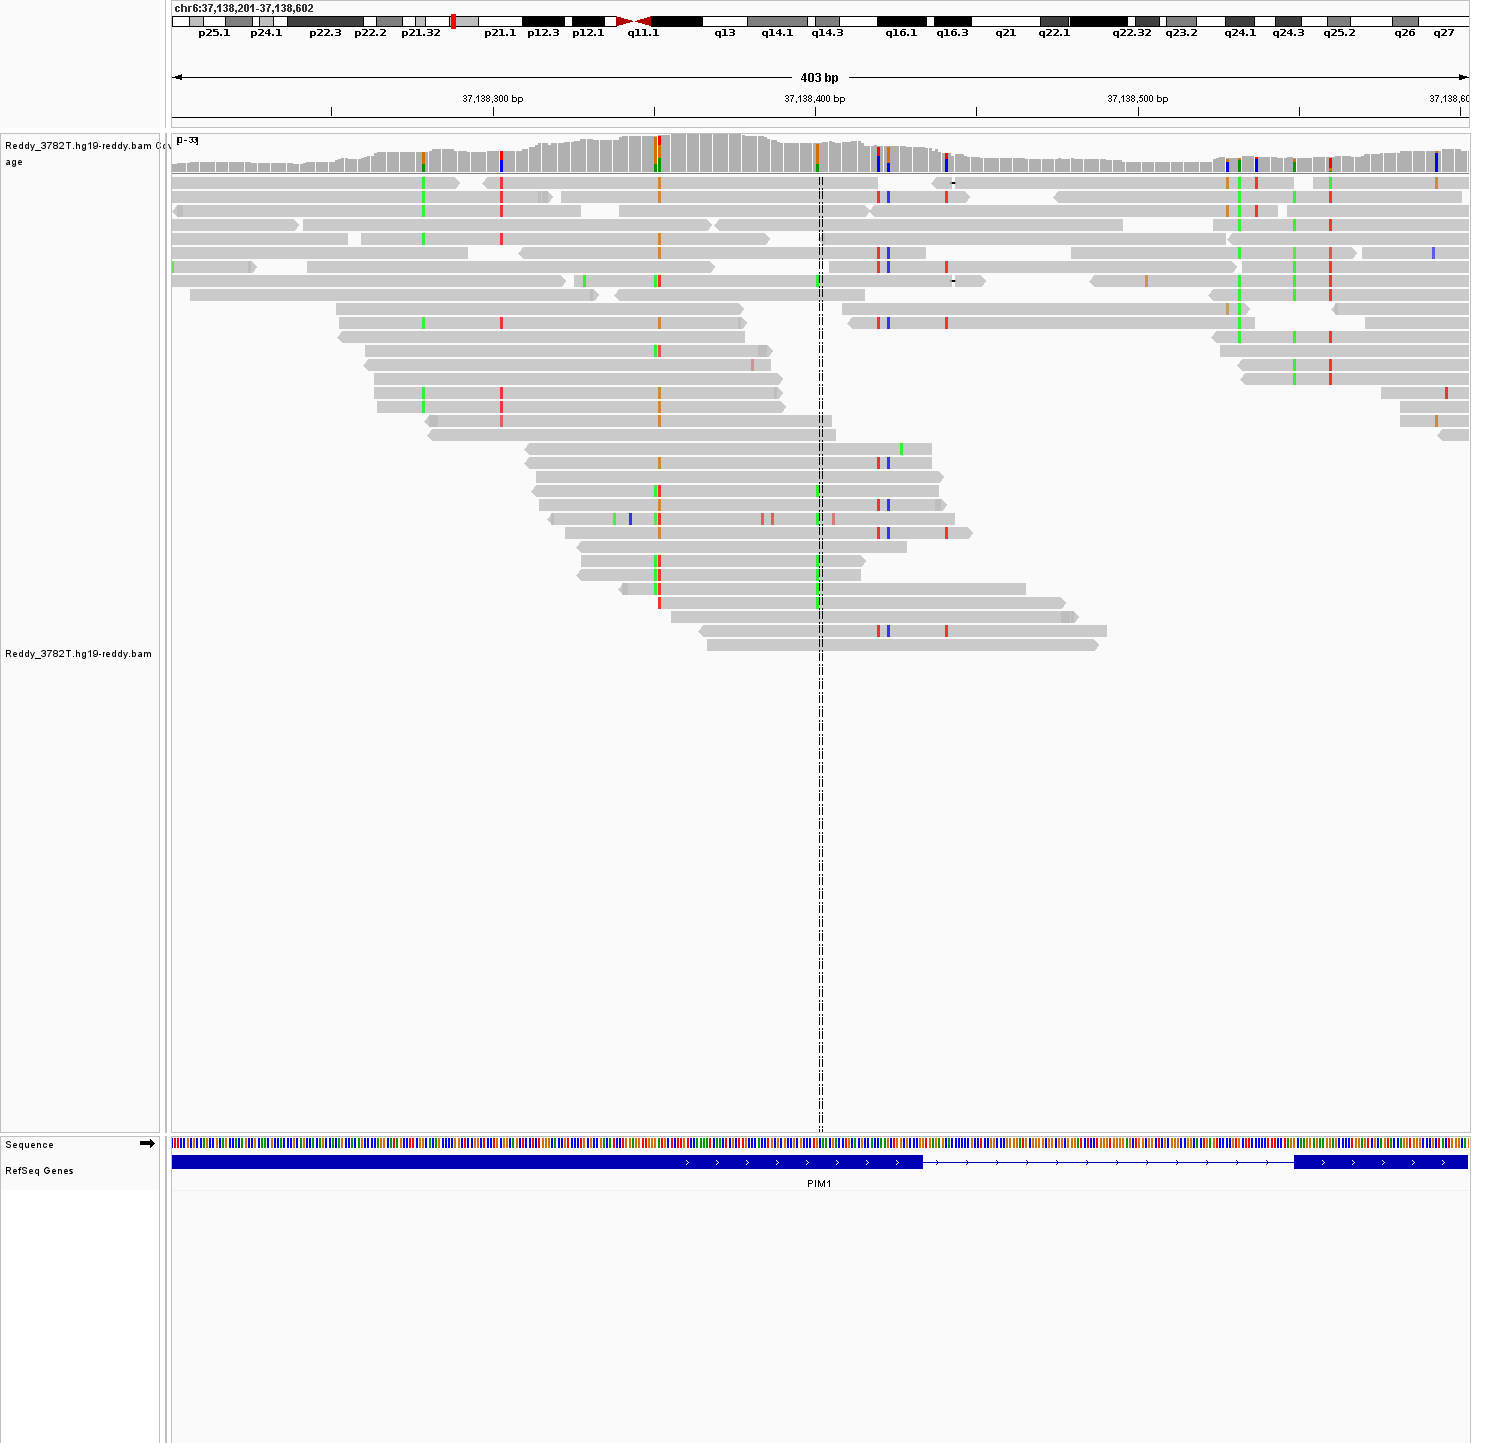 chr6:37,138,201-37,138,602
p25.1 p24.1 p22.3 p22.2 p21.32 p21.1 p12.3 p12.1 q11.1 q13 q14.1 q14.3 q16.1 q16.3 q21 q22.1 q22.32 q23.2 q24.1 q24.3 q25.2 q26 q27
403 bp
37,138,300 bp 37,138,400 bp 37,138,500 bp 37,138,60
Reddy_3782T.hg19-reddy.bam Cov
age
[0-33]
Reddy_3782T.hg19-reddy.bam
Sequence
RefSeq Genes
PIM1